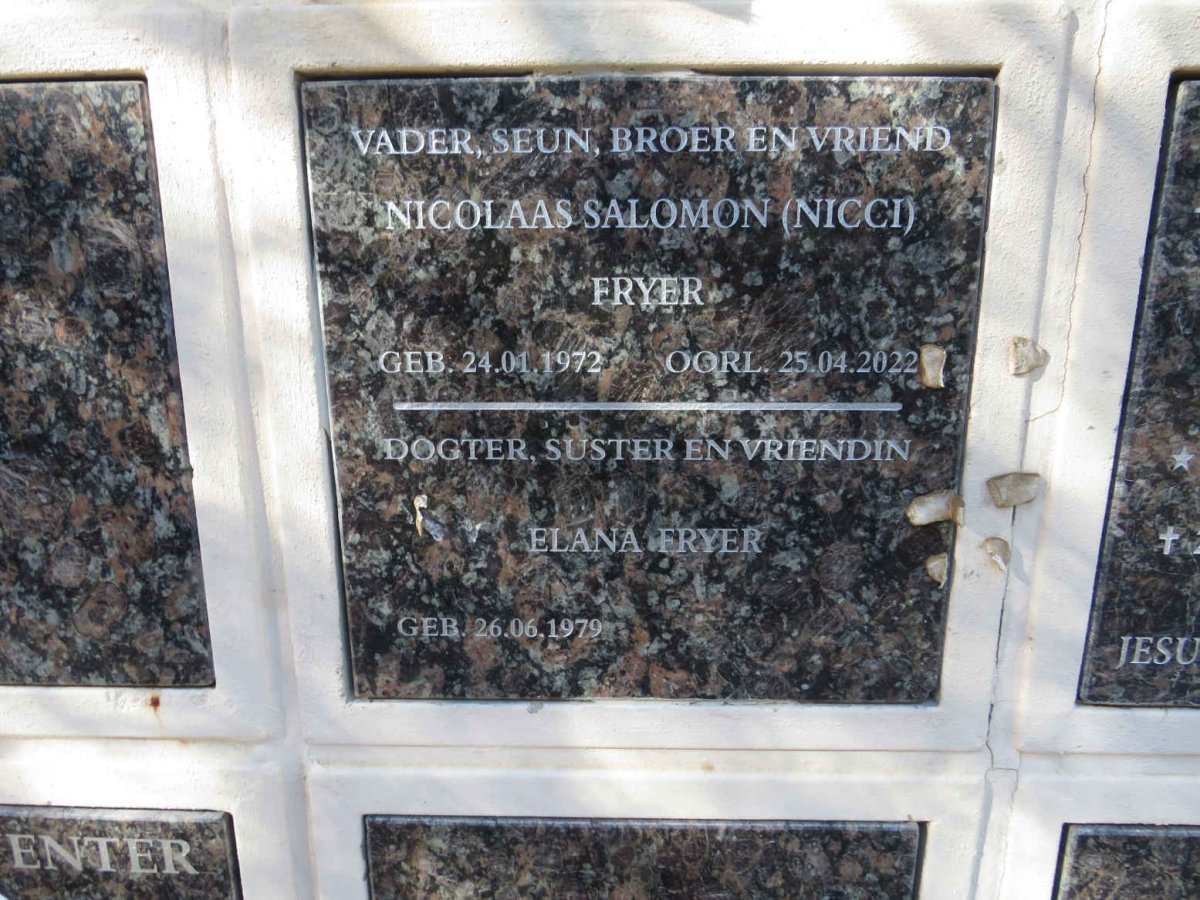 VADER, SEUN, BROER EN VRIEND
NICOLAAS SALOMON (NICCI)
FRYER
GEB. 24.01.1972 OORL. 25.04.2022
DOGTER, SUSTER EN VRIENDIN
ELANA FRYER
GEB. 26.06.1979
JESU
ENTER